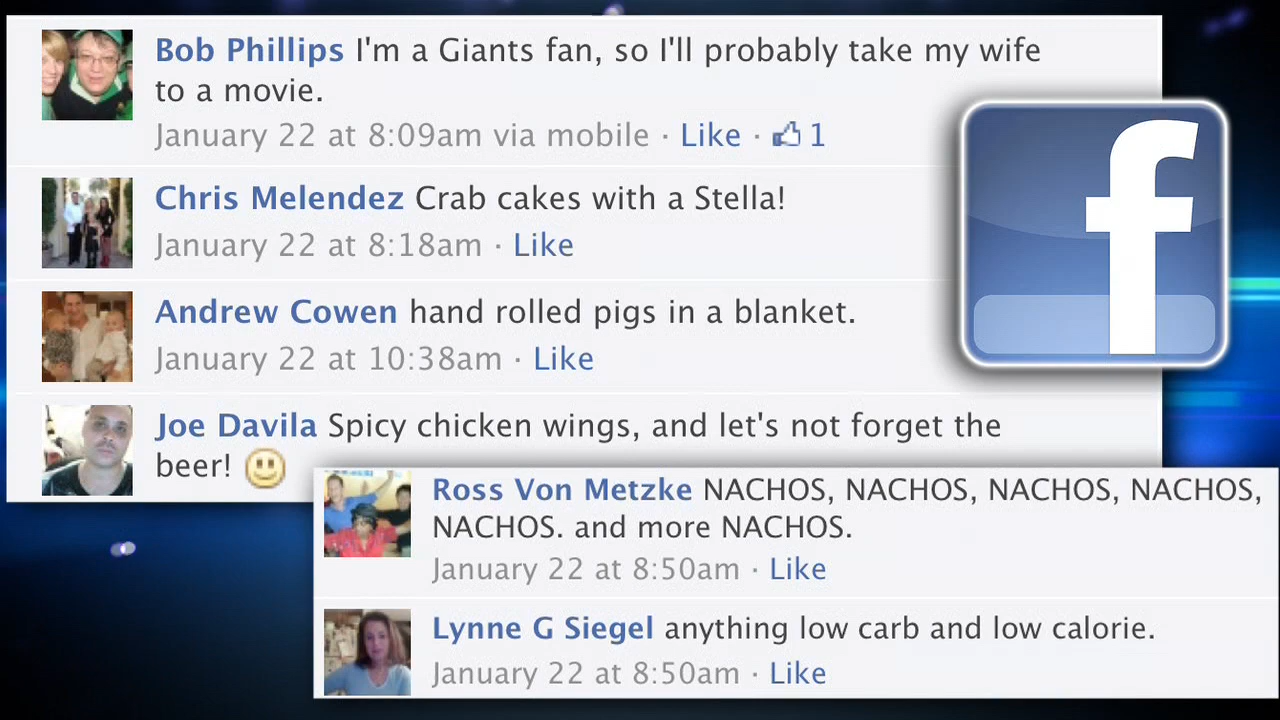 Bob Phillips I'm a Giants fan, so I'll probably take my wife
to a movie.
January 22 at 8:09am via mobile · Like · 1
Chris Melendez Crab cakes with a Stella!
January 22 at 8:18am · Like
Andrew Cowen hand rolled pigs in a blanket.
January 22 at 10:38am · Like
Joe Davila Spicy chicken wings, and let's not forget the
beer!
Ross Von Metzke NACHOS, NACHOS, NACHOS, NACHOS,
NACHOS. and more NACHOS.
January 22 at 8:50am · Like
Lynne G Siegel anything low carb and low calorie.
January 22 at 8:50am · Like
f